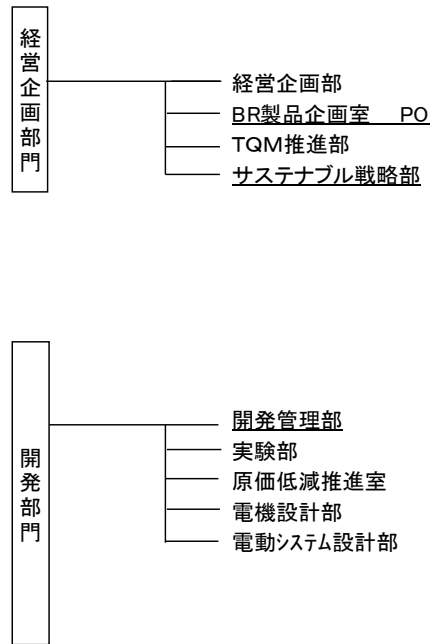 経営企画部門
経営企画部
BR製品企画室　PO
TQM推進部
サステナブル戦略部
開発部門
開発管理部
実験部
原価低減推進室
電機設計部
電動システム設計部